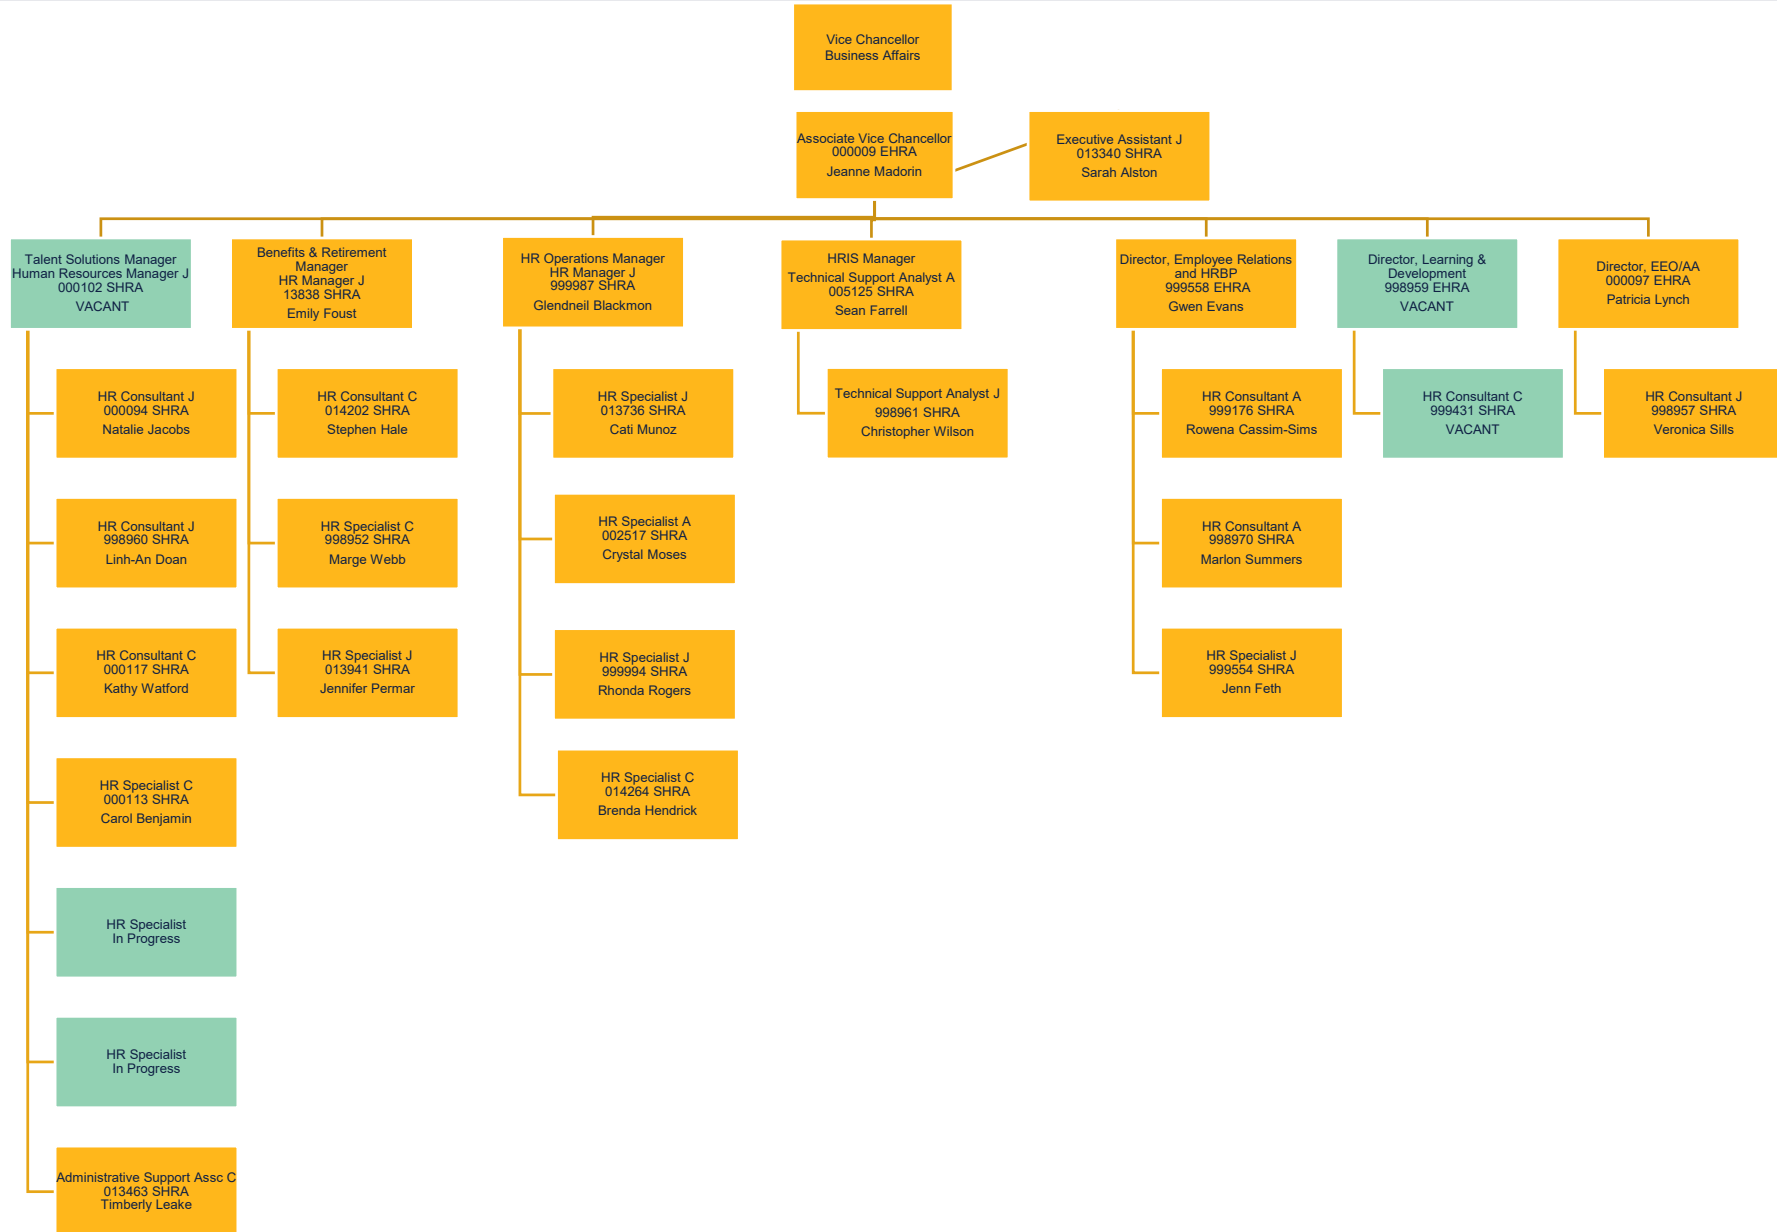 Vice Chancellor
Business Affairs
Associate Vice Chancellor
000009 EHRA
Jeanne Madorin
Executive Assistant J
013340 SHRA
Sarah Alston
Talent Solutions Manager
Human Resources Manager J
000102 SHRA
VACANT
Benefits & Retirement
Manager
HR Manager J
13838 SHRA
Emily Foust
HR Operations Manager
HR Manager J
999987 SHRA
Glendneil Blackmon
HRIS Manager
Technical Support Analyst A
005125 SHRA
Sean Farrell
Director, Employee Relations
and HRBP
999558 EHRA
Gwen Evans
Director, Learning &
Development
998959 EHRA
VACANT
Director, EEO/AA
000097 EHRA
Patricia Lynch
HR Consultant J
000094 SHRA
Natalie Jacobs
HR Consultant C
014202 SHRA
Stephen Hale
HR Specialist J
013736 SHRA
Cati Munoz
Technical Support Analyst J
998961 SHRA
Christopher Wilson
HR Consultant A
999176 SHRA
Rowena Cassim-Sims
HR Consultant C
999431 SHRA
VACANT
HR Consultant J
998957 SHRA
Veronica Sills
HR Consultant J
998960 SHRA
Linh-An Doan
HR Specialist C
998952 SHRA
Marge Webb
HR Specialist A
002517 SHRA
Crystal Moses
HR Consultant A
998970 SHRA
Marlon Summers
HR Consultant C
000117 SHRA
Kathy Watford
HR Specialist J
013941 SHRA
Jennifer Permar
HR Specialist J
999994 SHRA
Rhonda Rogers
HR Specialist J
999554 SHRA
Jenn Feth
HR Specialist C
000113 SHRA
Carol Benjamin
HR Specialist C
014264 SHRA
Brenda Hendrick
HR Specialist
In Progress
HR Specialist
In Progress
Administrative Support Assc C
013463 SHRA
Timberly Leake